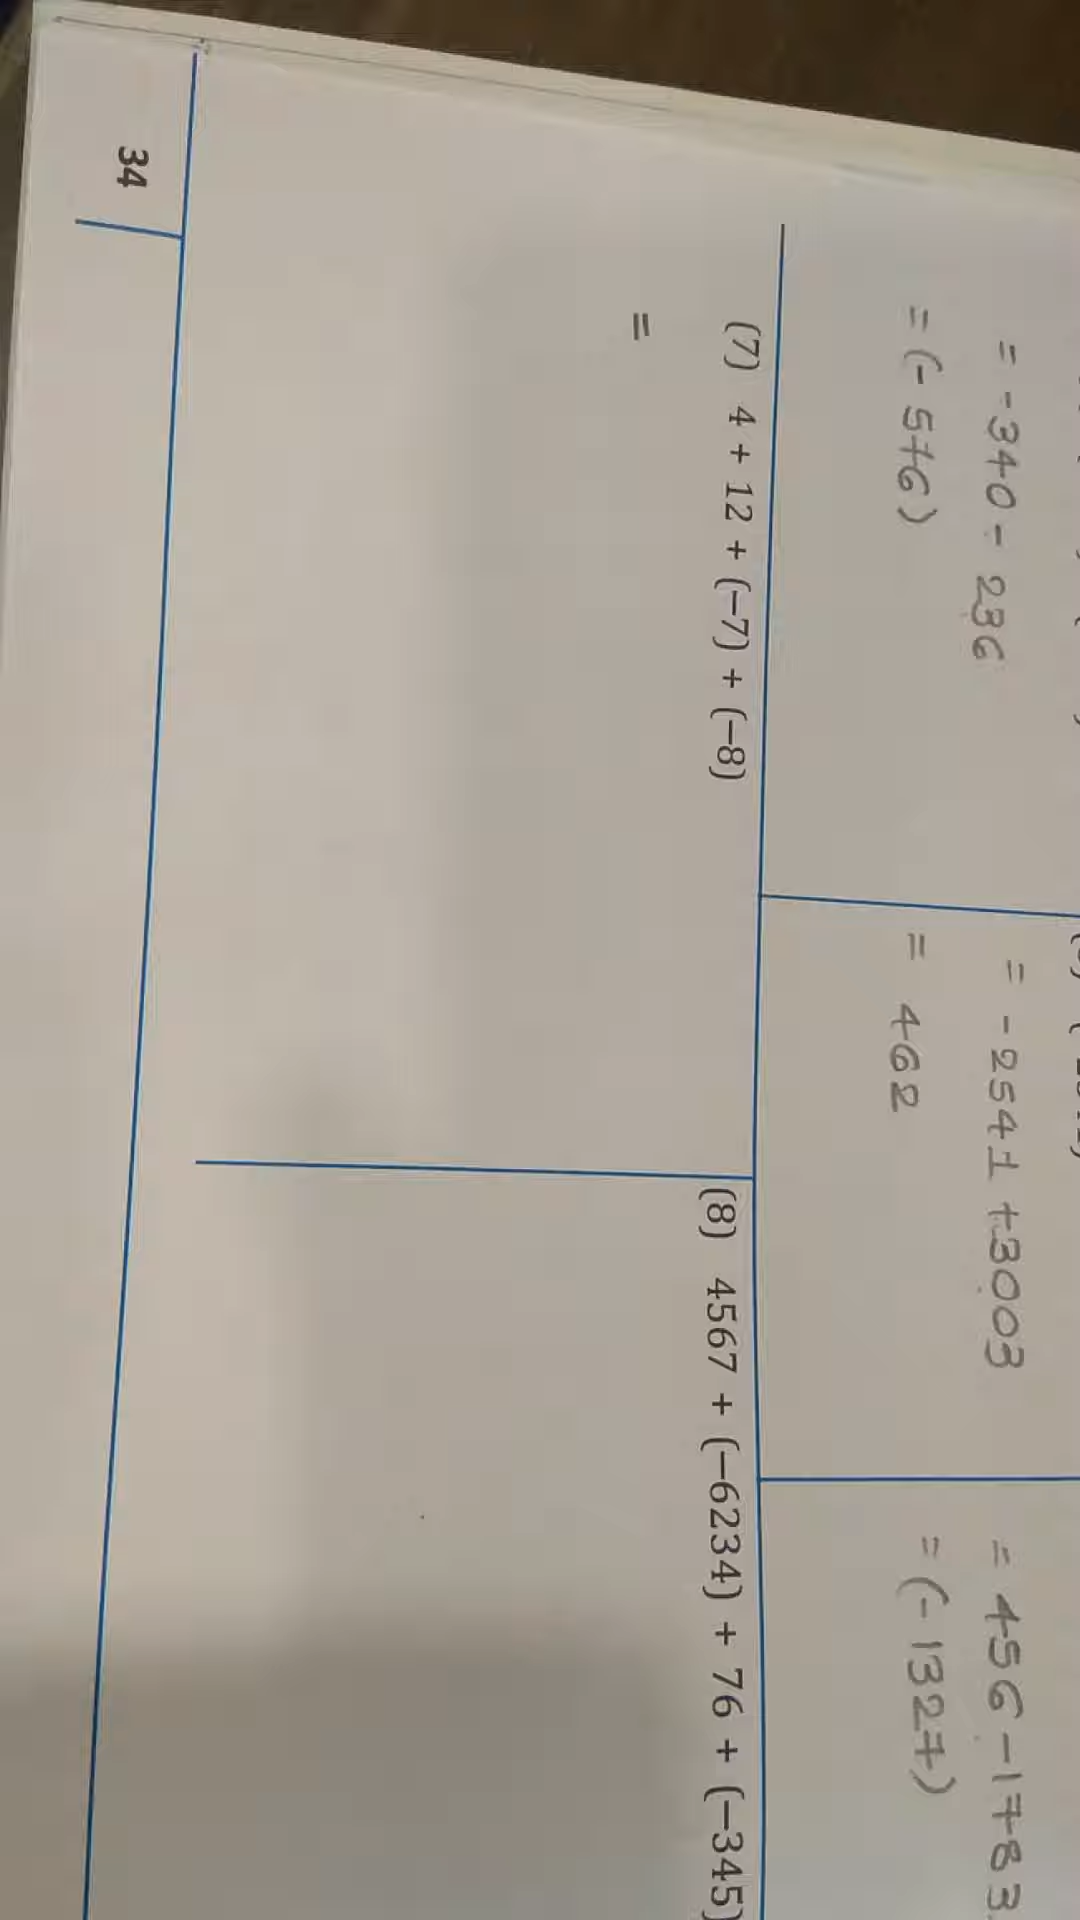 = -340 - 236
= (- 576)
= -2541 +3003
= 462
= 456 -1783
= (- 1327)
(7) 4 + 12 + (−7) + (−8)
=
(8) 4567 + (−6234) + 76 + (−345)
34